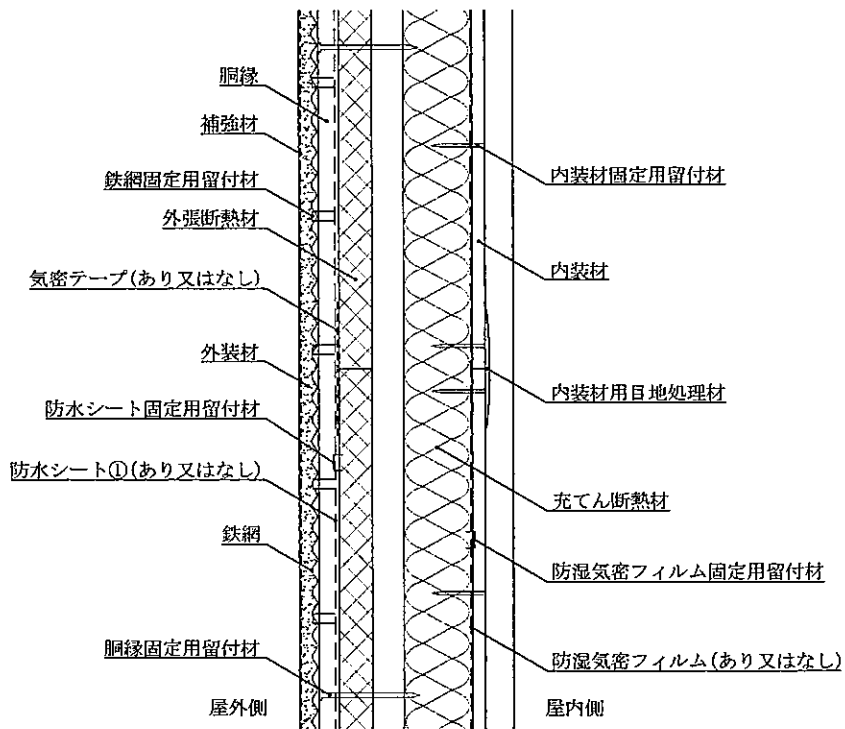 胴縁
補強材
鉄網固定用留付材
外張断熱材
気密テープ(あり又はなし)
外装材
防水シート固定用留付材
防水シート①(あり又はなし)
鉄網
胴縁固定用留付材
屋外側
内装材固定用留付材
内装材
内装材用目地処理材
充てん断熱材
防湿気密フィルム固定用留付材
防湿気密フィルム(あり又はなし)
屋内側